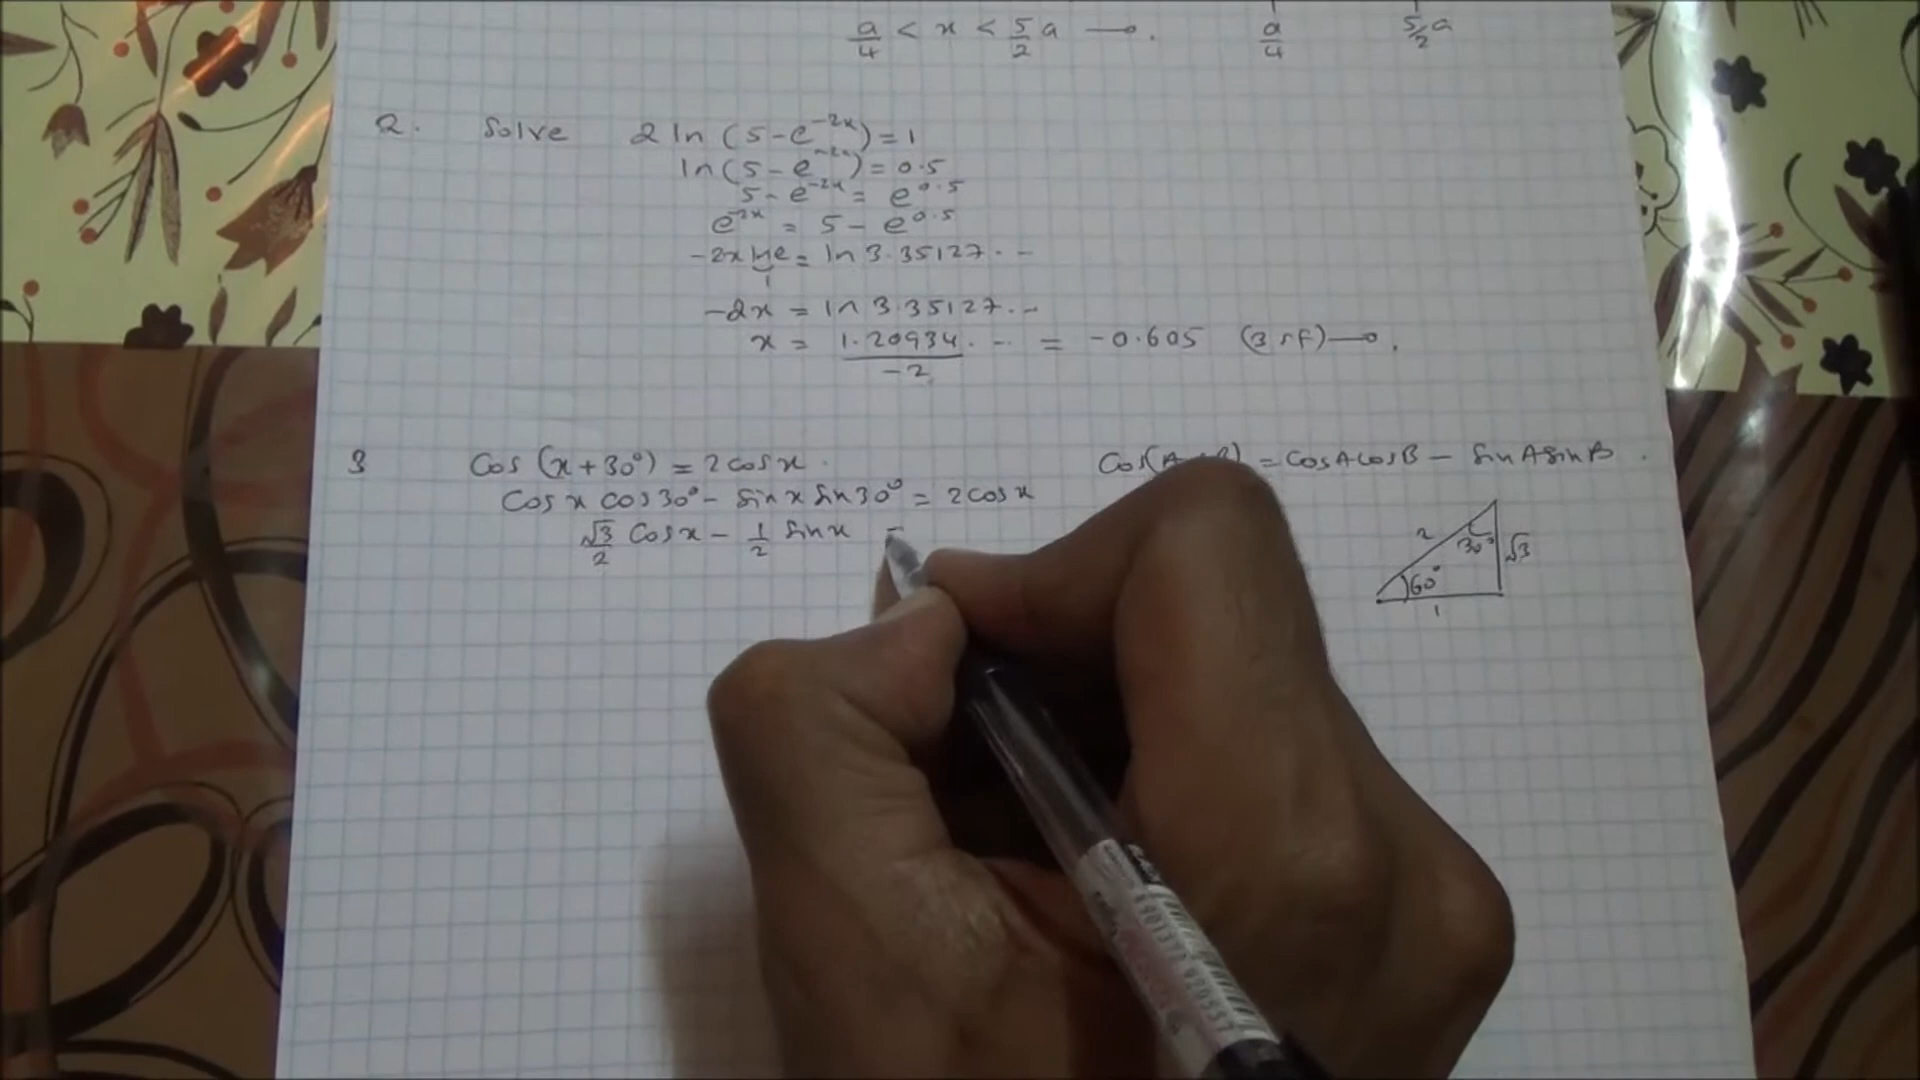 a/4 < x < 5/2 a
a/4 5/2 a
2. Solve 2 ln (5-e^-2x) = 1
ln (5 - e^-2x) = 0.5
5 - e^-2x = e^0.5
e^-2x = 5 - e^0.5
-2x ln e = ln 3.35127...
1
-2x = ln 3.35127...
x = 1.20934.../-2 = -0.605 (3 sf)
3 Cos (x+30°) = 2 cos x. Cos(A+B) = cosAcosB - sinAsinB.
Cos x cos 30° - sin x sin 30° = 2 cos x
√3/2 Cos x - 1/2 sin x =
2 30° √3
60°
1